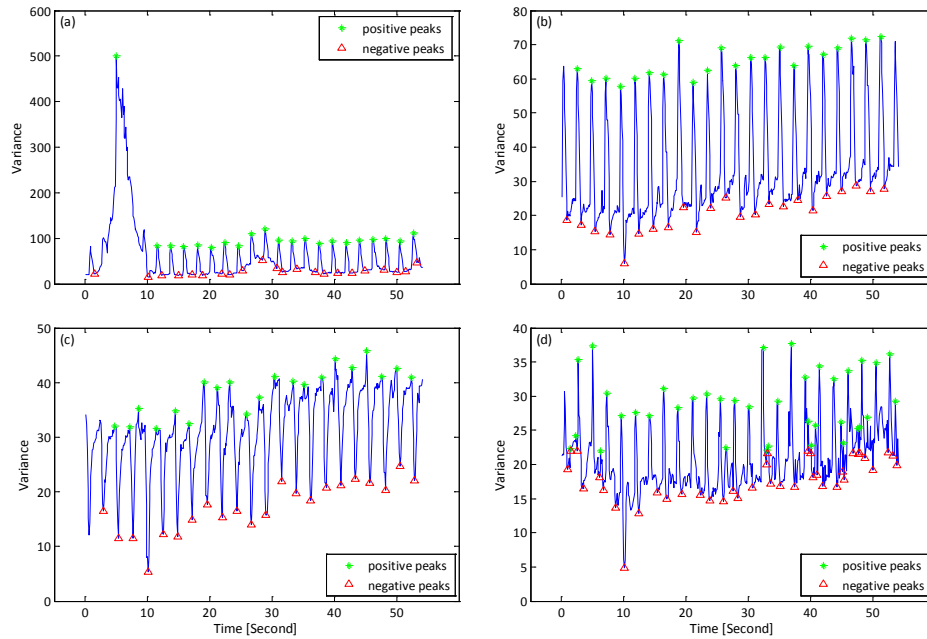 (a)
positive peaks
negative peaks
600
500
400
300
200
100
0
Variance
0 10 20 30 40 50
(b)
80
70
60
50
40
30
20
10
0
Variance
positive peaks
negative peaks
0 10 20 30 40 50
(c)
50
40
30
20
10
0
Variance
positive peaks
negative peaks
0 10 20 30 40 50
Time [Second]
(d)
40
35
30
25
20
15
10
5
0
Variance
positive peaks
negative peaks
0 10 20 30 40 50
Time [Second]